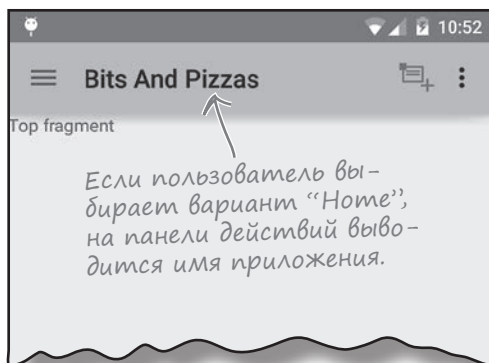 10:52
Bits And Pizzas
Top fragment
Если пользователь вы-
бирает вариант “Home”,
на панели действий выво-
дится имя приложения.